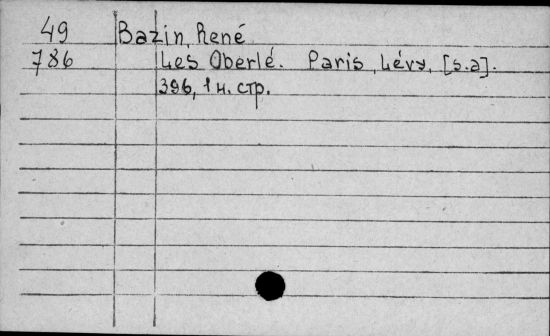 49 Bazin, René
786 Les Oberlé. Paris, Lévy, [s.a].
396, 1 н. стр.